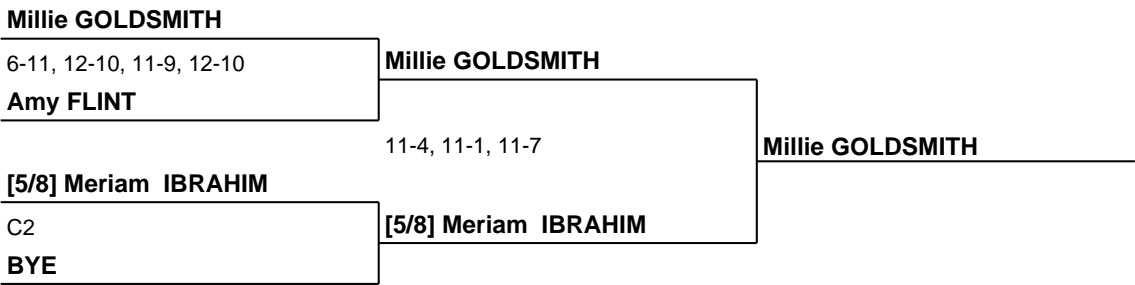 Millie GOLDSMITH
6-11, 12-10, 11-9, 12-10
Millie GOLDSMITH
Amy FLINT
11-4, 11-1, 11-7
Millie GOLDSMITH
[5/8] Meriam IBRAHIM
C2
[5/8] Meriam IBRAHIM
BYE